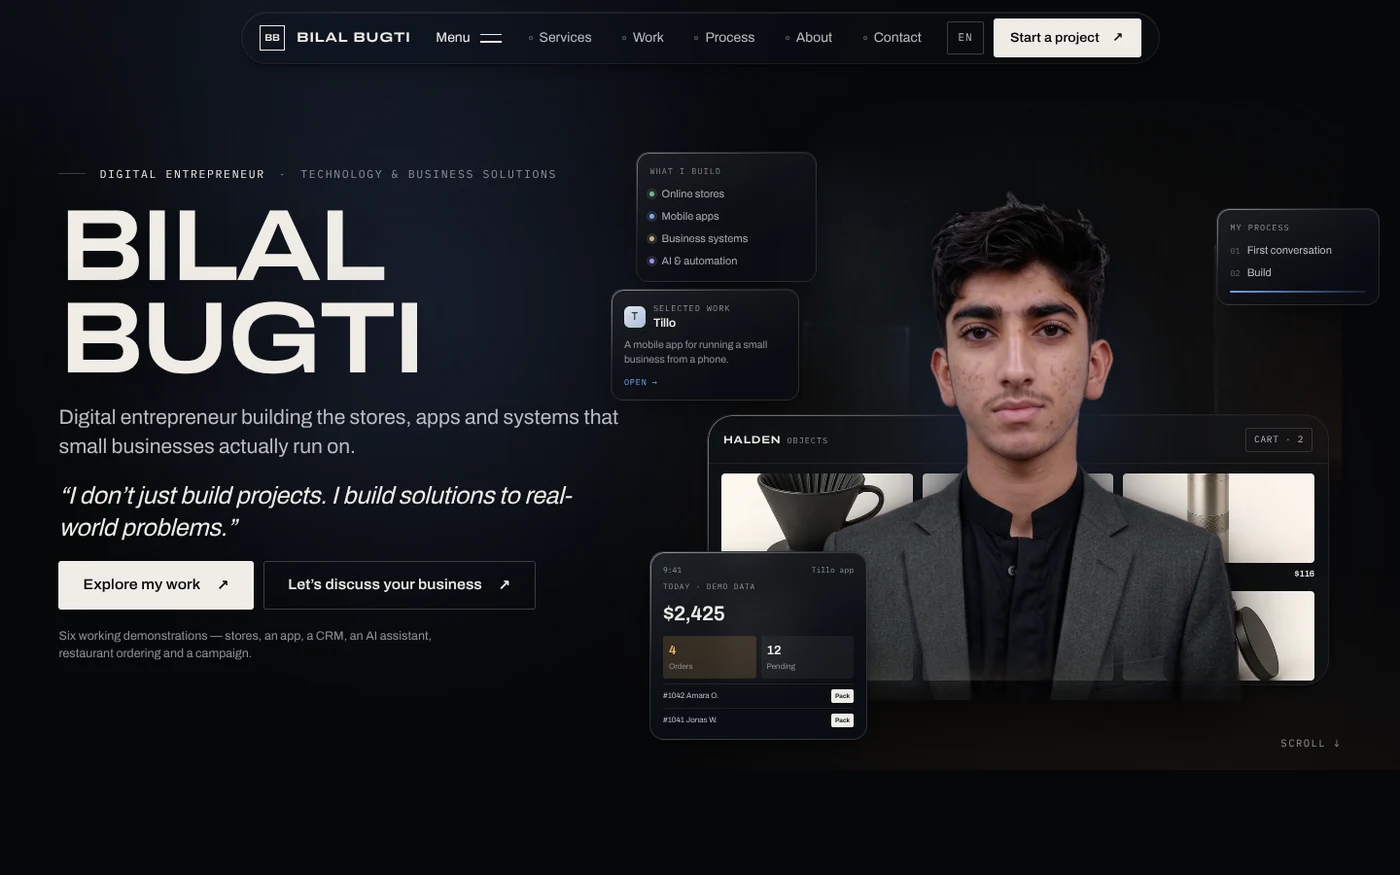 BB BILAL BUGTI Menu Services Work Process About Contact EN Start a project ↗
DIGITAL ENTREPRENEUR · TECHNOLOGY & BUSINESS SOLUTIONS
BILAL
BUGTI
Digital entrepreneur building the stores, apps and systems that
small businesses actually run on.
“I don’t just build projects. I build solutions to real-
world problems.”
Explore my work ↗
Let’s discuss your business ↗
Six working demonstrations — stores, an app, a CRM, an AI assistant,
restaurant ordering and a campaign.
WHAT I BUILD
Online stores
Mobile apps
Business systems
AI & automation
T
SELECTED WORK
Tillo
A mobile app for running a small
business from a phone.
OPEN →
MY PROCESS
01 First conversation
02 Build
HALDEN OBJECTS
CART · 2
$116
9:41 Tillo app
TODAY · DEMO DATA
$2,425
4 12
Orders Pending
#1042 Amara O. Pack
#1041 Jonas W. Pack
SCROLL ↓